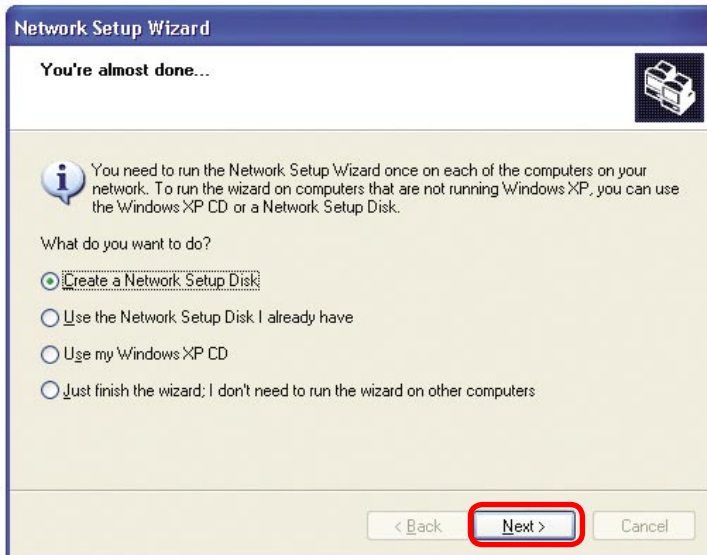 Network Setup Wizard
You're almost done...
You need to run the Network Setup Wizard once on each of the computers on your
network. To run the wizard on computers that are not running Windows XP, you can use
the Windows XP CD or a Network Setup Disk.
What do you want to do?
Create a Network Setup Disk
Use the Network Setup Disk I already have
Use my Windows XP CD
Just finish the wizard; I don't need to run the wizard on other computers
< Back Next > Cancel